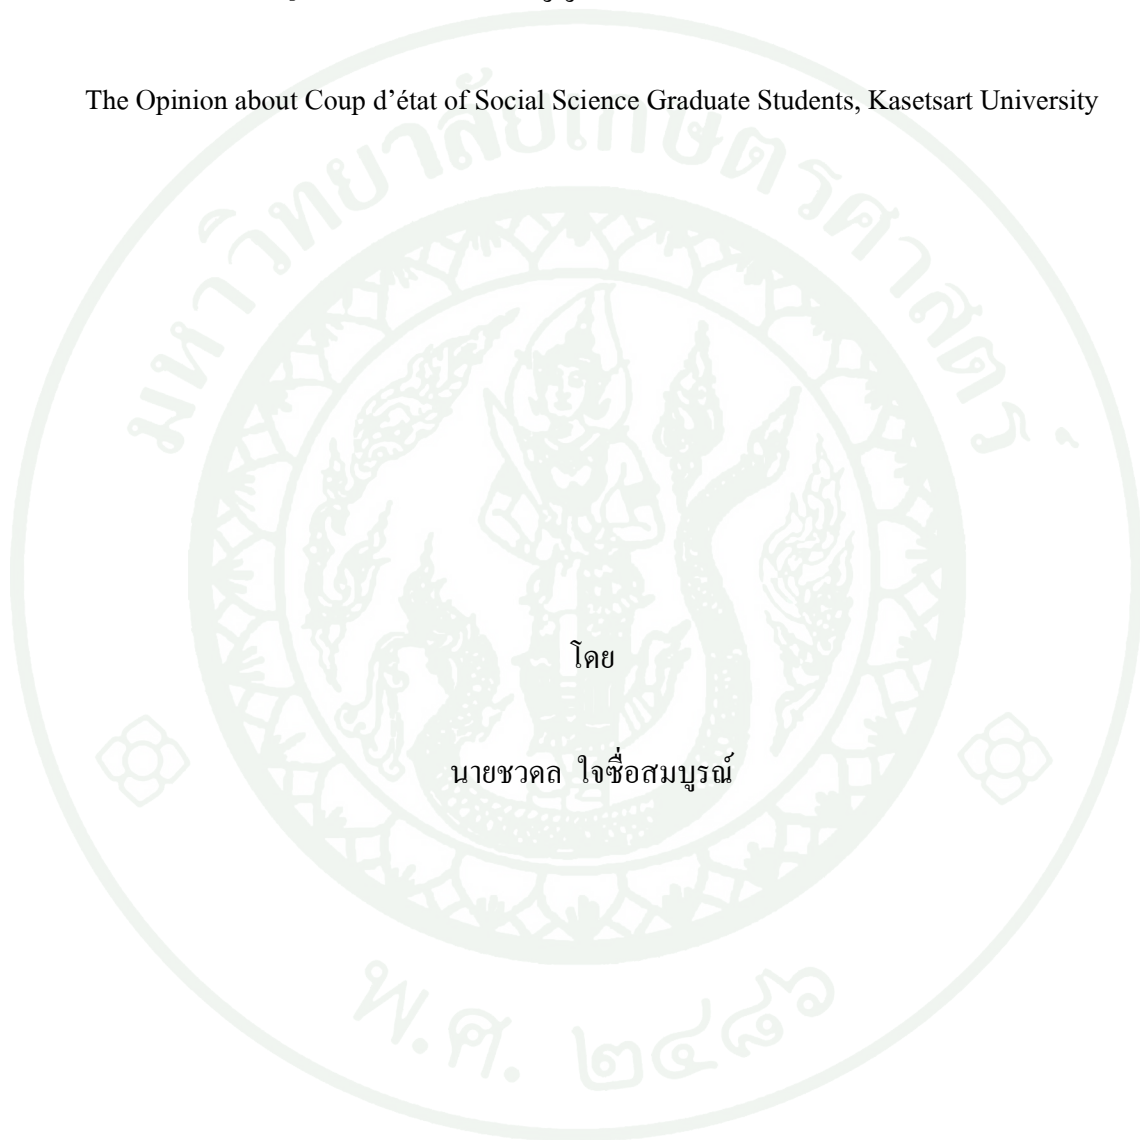 The Opinion about Coup d’état of Social Science Graduate Students, Kasetsart University
มหาวิทยาลัยเกษตรศาสตร์
โดย
นายชวดล ใจซื่อสมบูรณ์
พ.ศ. ๒๔๘๖